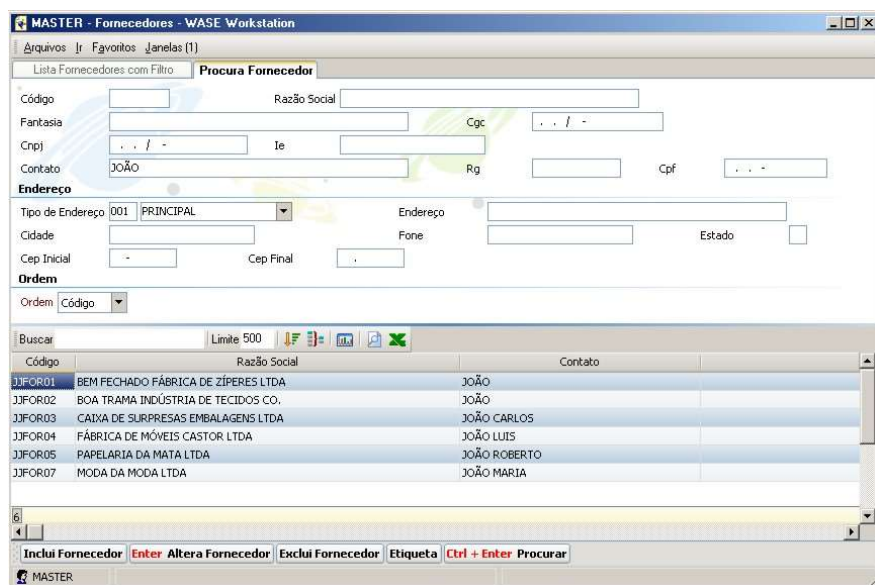 MASTER - Fornecedores - WASE Workstation
Arquivos Ir Favoritos Janelas (1)
Lista Fornecedores com Filtro Procura Fornecedor
Código Razão Social
Fantasia Cgc . . / -
Cnpj . . / - Ie
Contato JOÃO Rg Cpf . . -
Endereço
Tipo de Endereço 001 PRINCIPAL Endereço
Cidade Fone Estado
Cep Inicial - Cep Final .
Ordem
Ordem Código
Buscar Limite 500
Código Razão Social Contato
JJFOR01 BEM FECHADO FÁBRICA DE ZÍPERES LTDA JOÃO
JJFOR02 BOA TRAMA INDÚSTRIA DE TECIDOS CO. JOÃO
JJFOR03 CAIXA DE SURPRESAS EMBALAGENS LTDA JOÃO CARLOS
JJFOR04 FÁBRICA DE MÓVEIS CASTOR LTDA JOÃO LUIS
JJFOR05 PAPELARIA DA MATA LTDA JOÃO ROBERTO
JJFOR07 MODA DA MODA LTDA JOÃO MARIA
6
Inclui Fornecedor Enter Altera Fornecedor Exclui Fornecedor Etiqueta Ctrl + Enter Procurar
MASTER